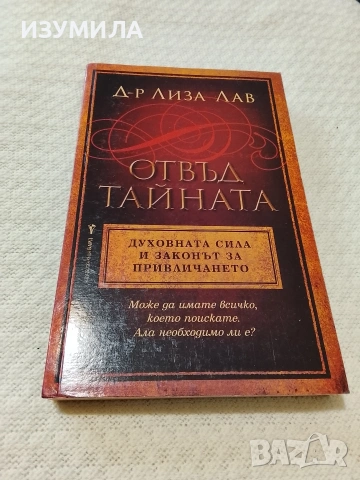 ИЗУМИЛА
Д-Р ЛИЗА ЛАВ
ОТВЪД
ТАЙНАТА
ДУХОВНАТА СИЛА
И ЗАКОНЪТ ЗА
ПРИВЛИЧАНЕТО
Може да имате всичко,
което поискате.
Ала необходимо ли е?
BAZAR